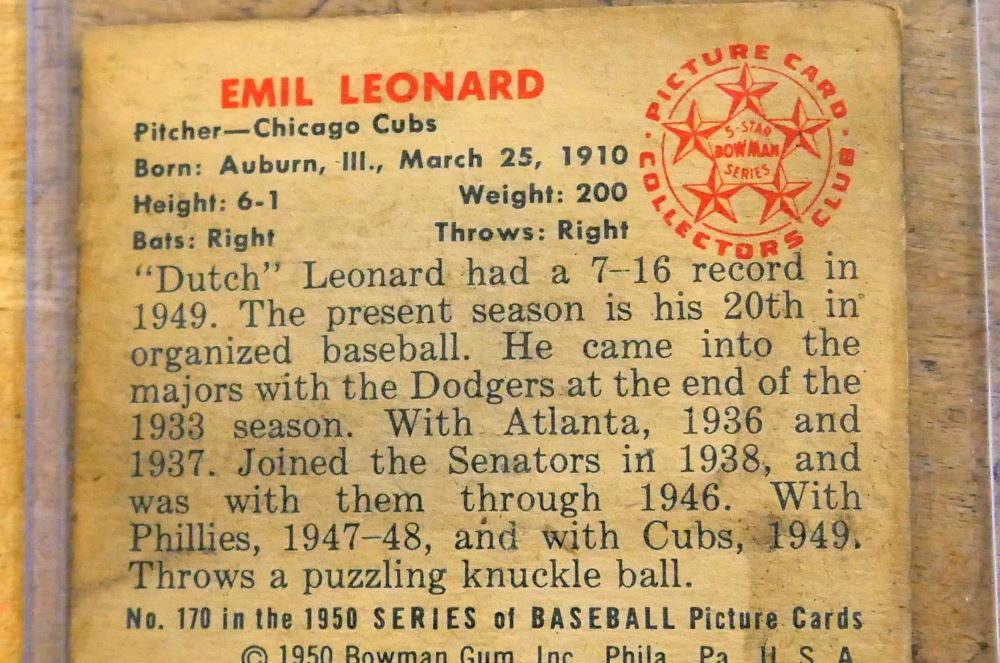 EMIL LEONARD
Pitcher—Chicago Cubs
Born: Auburn, Ill., March 25, 1910
Height: 6-1 Weight: 200
Bats: Right Throws: Right
PICTURE CARD
COLLECTORS CLUB
5-STAR
BOWMAN
SERIES
"Dutch" Leonard had a 7–16 record in
1949. The present season is his 20th in
organized baseball. He came into the
majors with the Dodgers at the end of the
1933 season. With Atlanta, 1936 and
1937. Joined the Senators in 1938, and
was with them through 1946. With
Phillies, 1947–48, and with Cubs, 1949.
Throws a puzzling knuckle ball.
No. 170 in the 1950 SERIES of BASEBALL Picture Cards
© 1950 Bowman Gum, Inc., Phila., Pa., U. S. A.